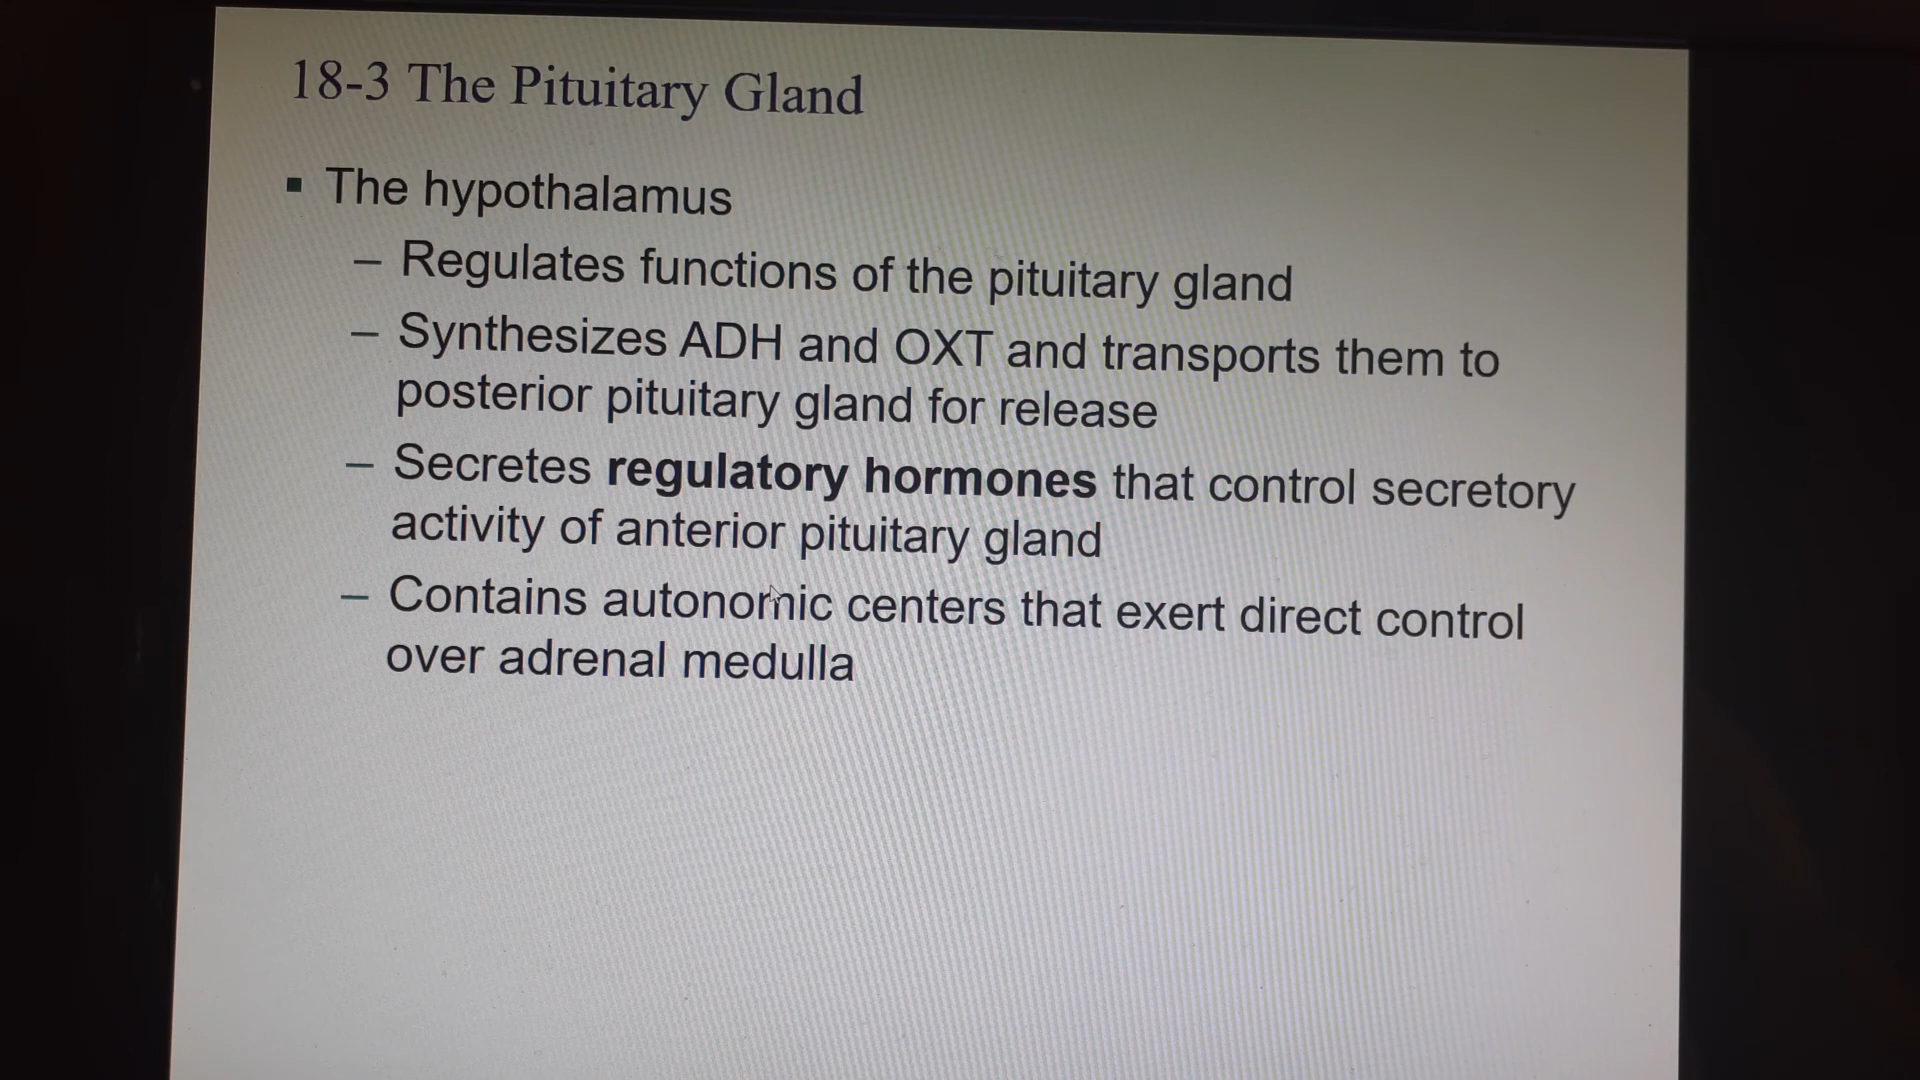 18-3 The Pituitary Gland
▪ The hypothalamus
– Regulates functions of the pituitary gland
– Synthesizes ADH and OXT and transports them to
posterior pituitary gland for release
– Secretes regulatory hormones that control secretory
activity of anterior pituitary gland
– Contains autonomic centers that exert direct control
over adrenal medulla